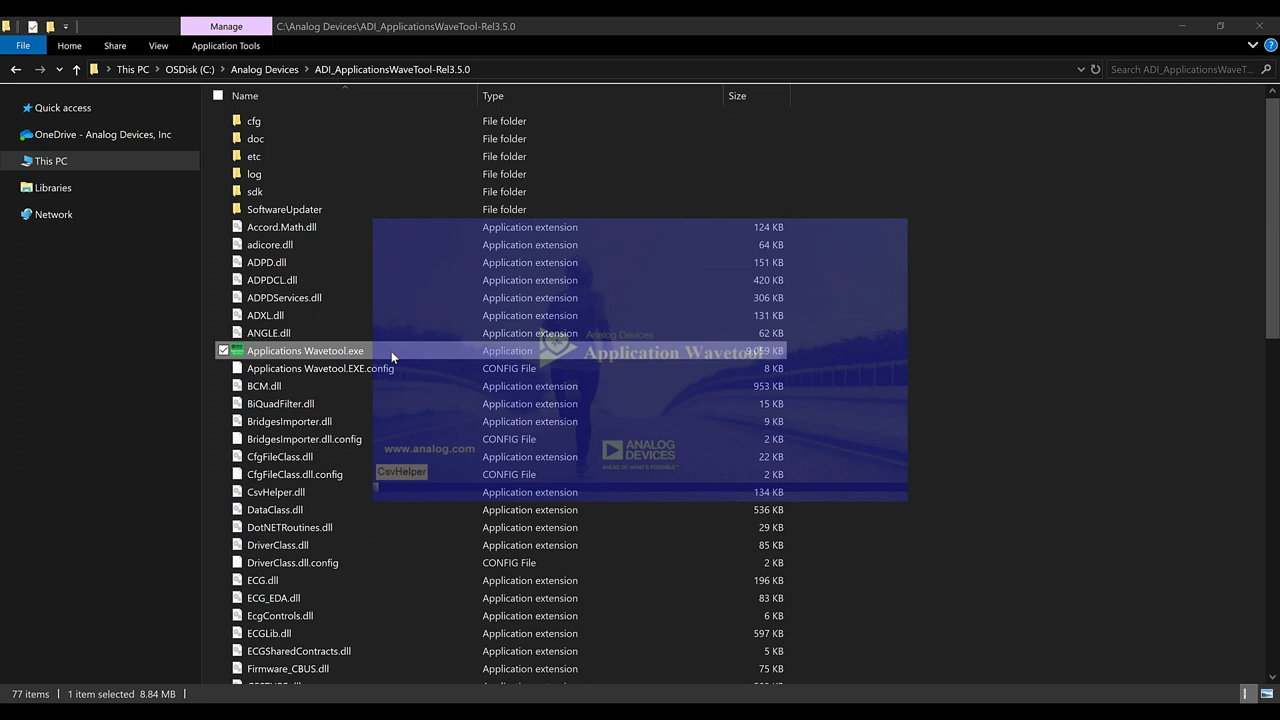 Manage C:\Analog Devices\ADI_ApplicationsWaveTool-Rel3.5.0
File Home Share View Application Tools
This PC OSDisk (C:) Analog Devices ADI_ApplicationsWaveTool-Rel3.5.0 Search ADI_ApplicationsWaveT...
Quick access
OneDrive - Analog Devices, Inc
This PC
Libraries
Network
Name Type Size
cfg File folder
doc File folder
etc File folder
log File folder
sdk File folder
SoftwareUpdater File folder
Accord.Math.dll Application extension 124 KB
adicore.dll Application extension 64 KB
ADPD.dll Application extension 151 KB
ADPDCL.dll Application extension 420 KB
ADPDServices.dll Application extension 306 KB
ADXL.dll Application extension 131 KB
ANGLE.dll Application extension 62 KB
Applications Wavetool.exe Application 9,059 KB
Applications Wavetool.EXE.config CONFIG File 8 KB
BCM.dll Application extension 953 KB
BiQuadFilter.dll Application extension 15 KB
BridgesImporter.dll Application extension 9 KB
BridgesImporter.dll.config CONFIG File 2 KB
CfgFileClass.dll Application extension 22 KB
CfgFileClass.dll.config CONFIG File 2 KB
CsvHelper.dll Application extension 134 KB
DataClass.dll Application extension 536 KB
DotNETRoutines.dll Application extension 29 KB
DriverClass.dll Application extension 85 KB
DriverClass.dll.config CONFIG File 2 KB
ECG.dll Application extension 196 KB
ECG_EDA.dll Application extension 83 KB
EcgControls.dll Application extension 6 KB
ECGLib.dll Application extension 597 KB
ECGSharedContracts.dll Application extension 5 KB
Firmware_CBUS.dll Application extension 75 KB
Analog Devices
Application Wavetool
www.analog.com
ANALOG
DEVICES
AHEAD OF WHAT'S POSSIBLE™
CsvHelper
77 items 1 item selected 8.84 MB